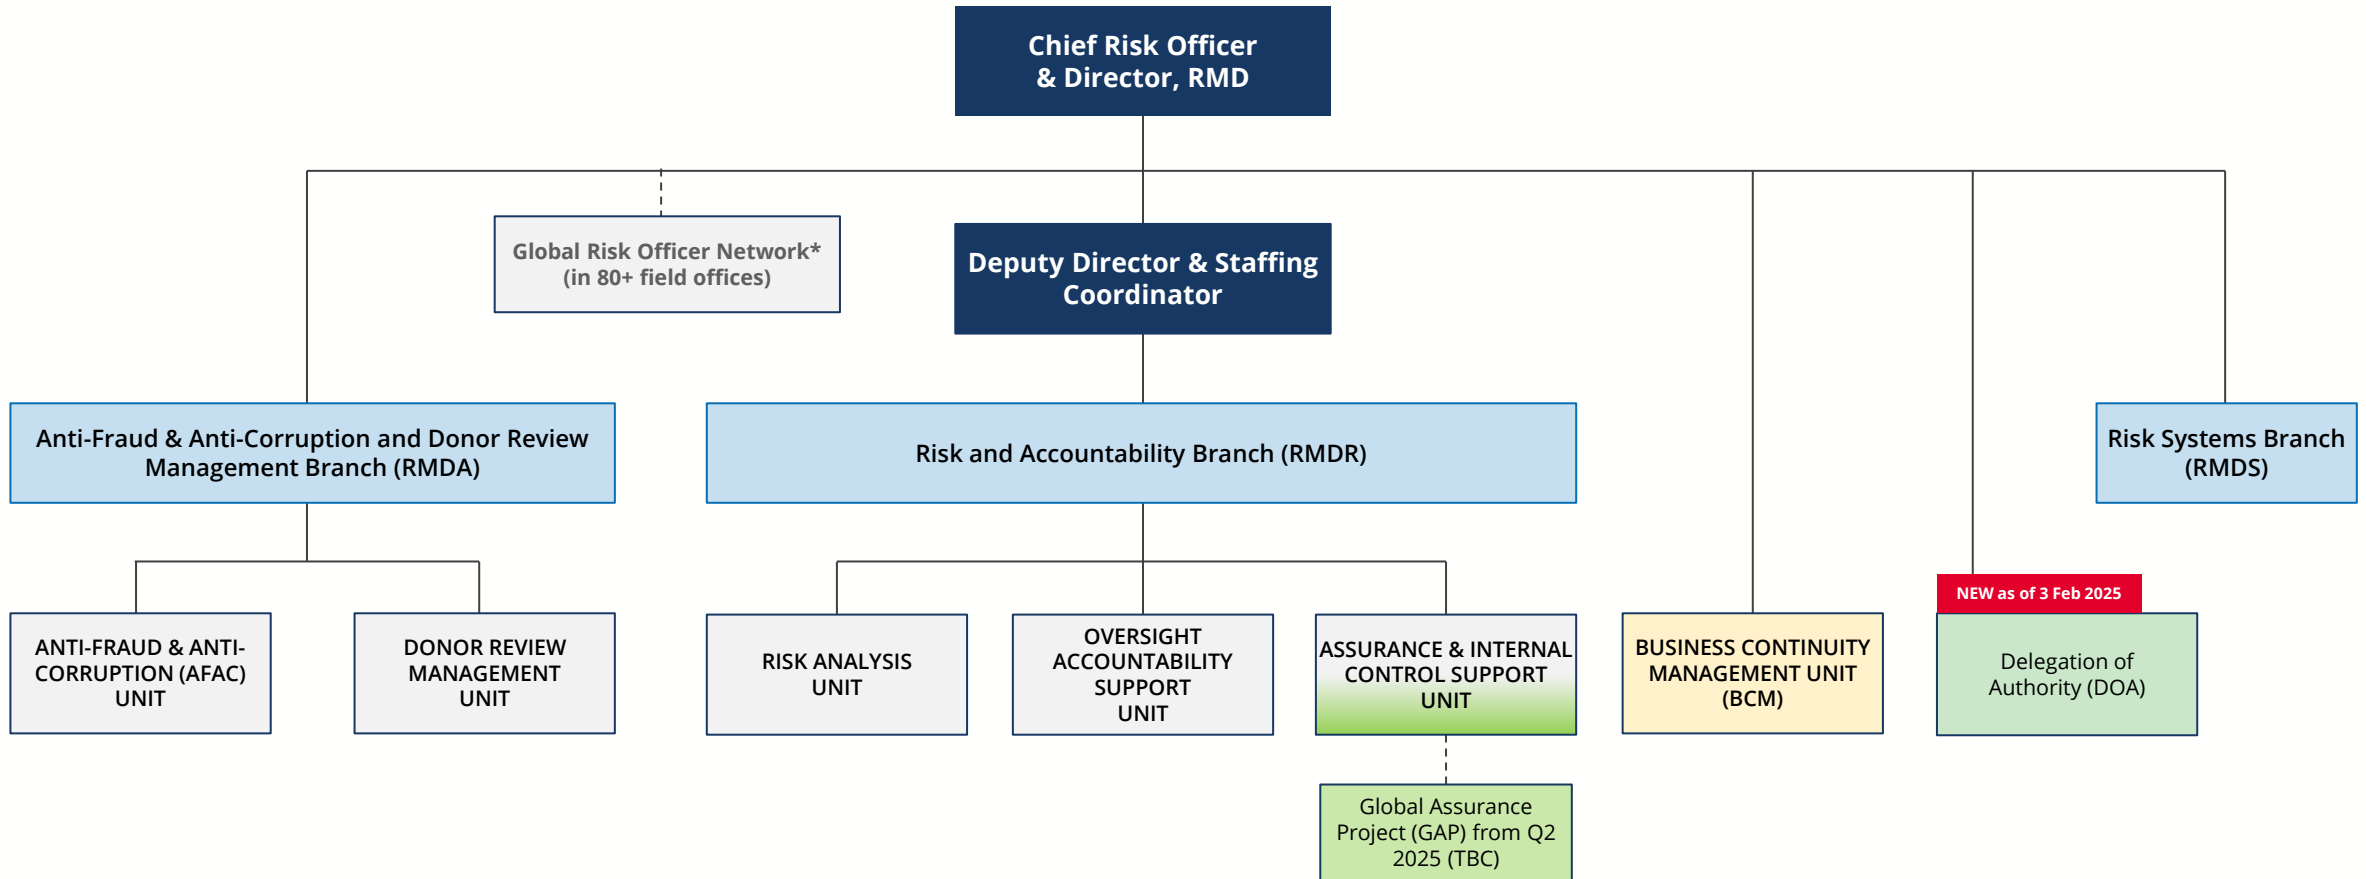 Chief Risk Officer
& Director, RMD
Global Risk Officer Network*
(in 80+ field offices)
Deputy Director & Staffing
Coordinator
Anti-Fraud & Anti-Corruption and Donor Review
Management Branch (RMDA)
Risk and Accountability Branch (RMDR)
Risk Systems Branch
(RMDS)
ANTI-FRAUD & ANTI-
CORRUPTION (AFAC)
UNIT
DONOR REVIEW
MANAGEMENT
UNIT
RISK ANALYSIS
UNIT
OVERSIGHT
ACCOUNTABILITY
SUPPORT
UNIT
ASSURANCE & INTERNAL
CONTROL SUPPORT
UNIT
BUSINESS CONTINUITY
MANAGEMENT UNIT
(BCM)
NEW as of 3 Feb 2025
Delegation of
Authority (DOA)
Global Assurance
Project (GAP) from Q2
2025 (TBC)